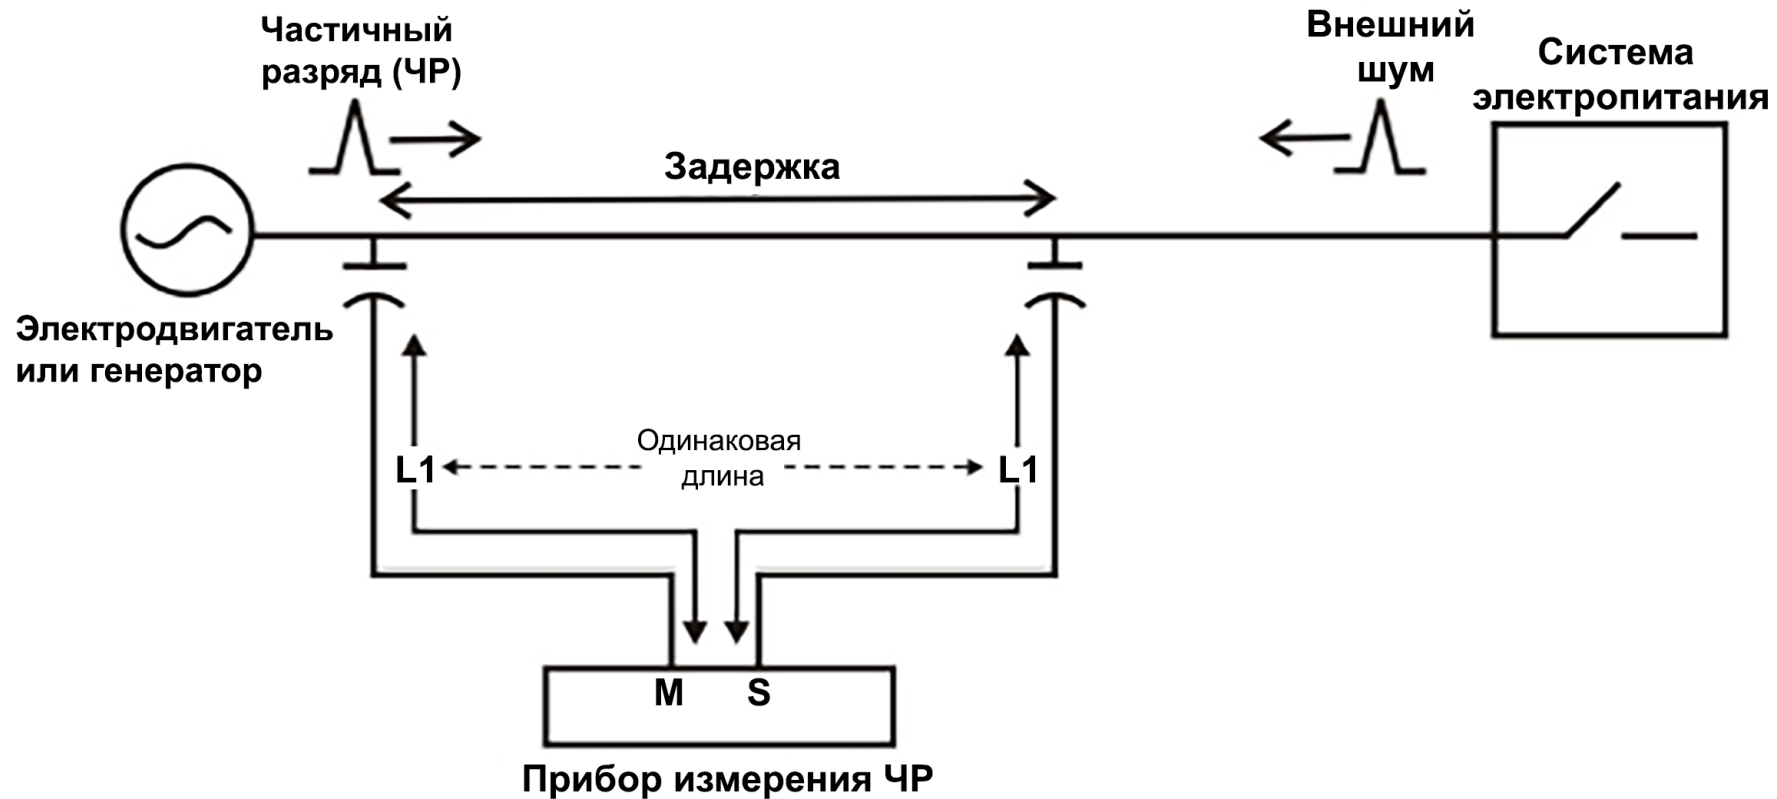 Частичный
разряд (ЧР)
Внешний
шум
Система
электропитания
Задержка
Электродвигатель
или генератор
Одинаковая
длина
L1
L1
M
S
Прибор измерения ЧР